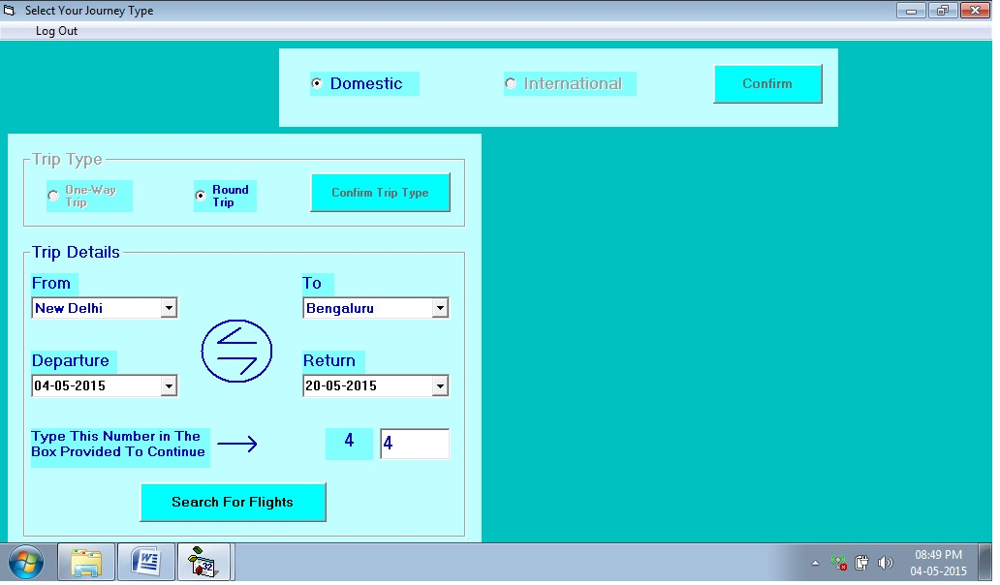 Select Your Journey Type
Log Out
Domestic
International
Confirm
Trip Type
One-Way
Trip
Round
Trip
Confirm Trip Type
Trip Details
From
To
New Delhi
Bengaluru
Departure
Return
04-05-2015
20-05-2015
Type This Number in The
Box Provided To Continue
4
4
Search For Flights
32
08:49 PM
04-05-2015